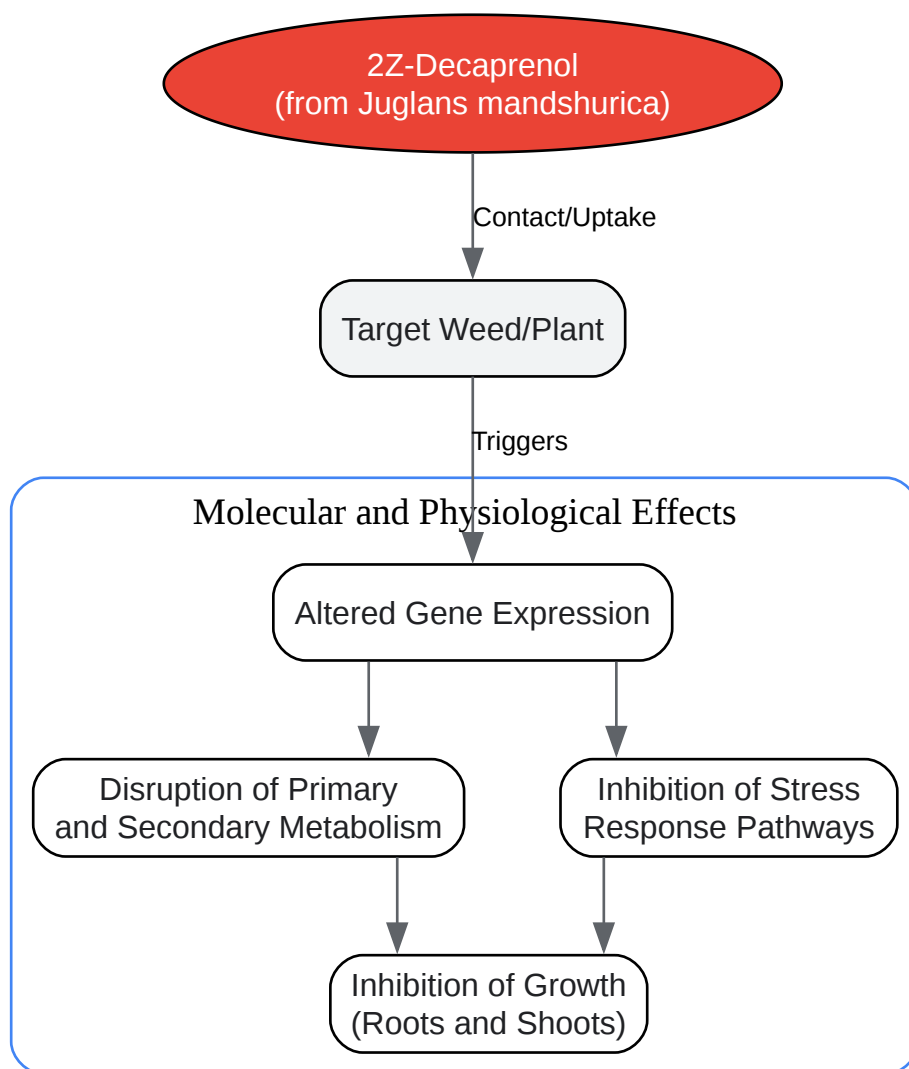 2Z-Decaprenol
(from Juglans mandshurica)
Contact/Uptake
Target Weed/Plant
Triggers
Molecular and Physiological Effects
Altered Gene Expression
Disruption of Primary
and Secondary Metabolism
Inhibition of Stress
Response Pathways
Inhibition of Growth
(Roots and Shoots)